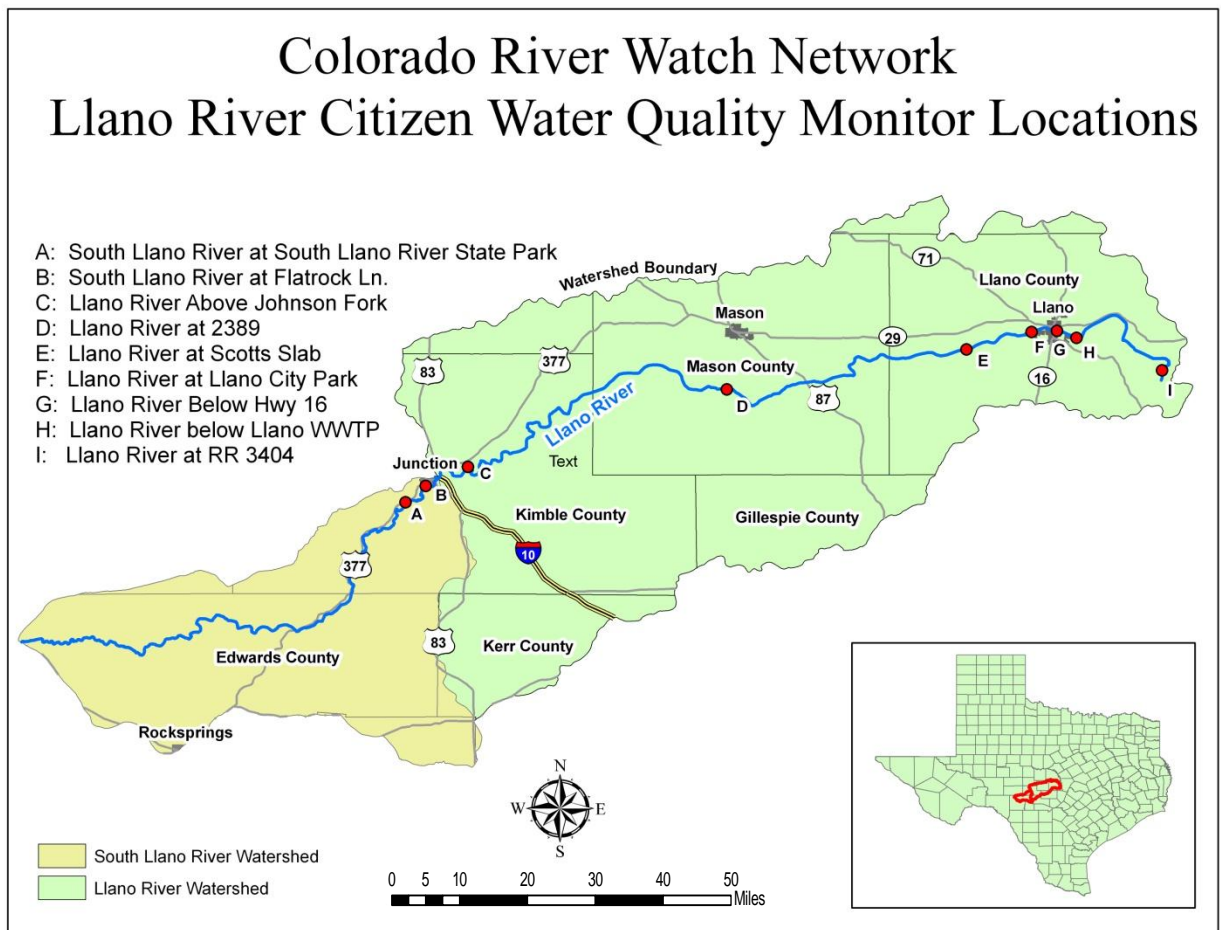 Colorado River Watch Network
Llano River Citizen Water Quality Monitor Locations
A: South Llano River at South Llano River State Park
B: South Llano River at Flatrock Ln.
C: Llano River Above Johnson Fork
D: Llano River at 2389
E: Llano River at Scotts Slab
F: Llano River at Llano City Park
G: Llano River Below Hwy 16
H: Llano River below Llano WWTP
I: Llano River at RR 3404
Watershed Boundary
71
Llano County
Mason
Llano
29
F
G
H
377
83
Mason County
E
16
I
87
D
Llano River
Junction
C
Text
B
A
Kimble County
Gillespie County
10
377
83
Kerr County
Edwards County
Rocksprings
N
W
E
S
South Llano River Watershed
Llano River Watershed
0 5 10 20 30 40 50
Miles